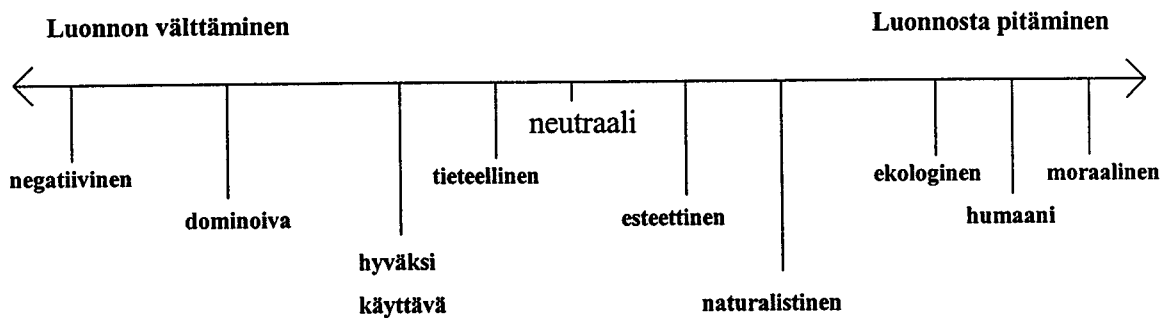 Luonnon välttäminen
Luonnosta pitäminen
neutraali
negatiivinen
tieteellinen
ekologinen
moraalinen
dominoiva
esteettinen
humaani
hyväksi
käyttävä
naturalistinen